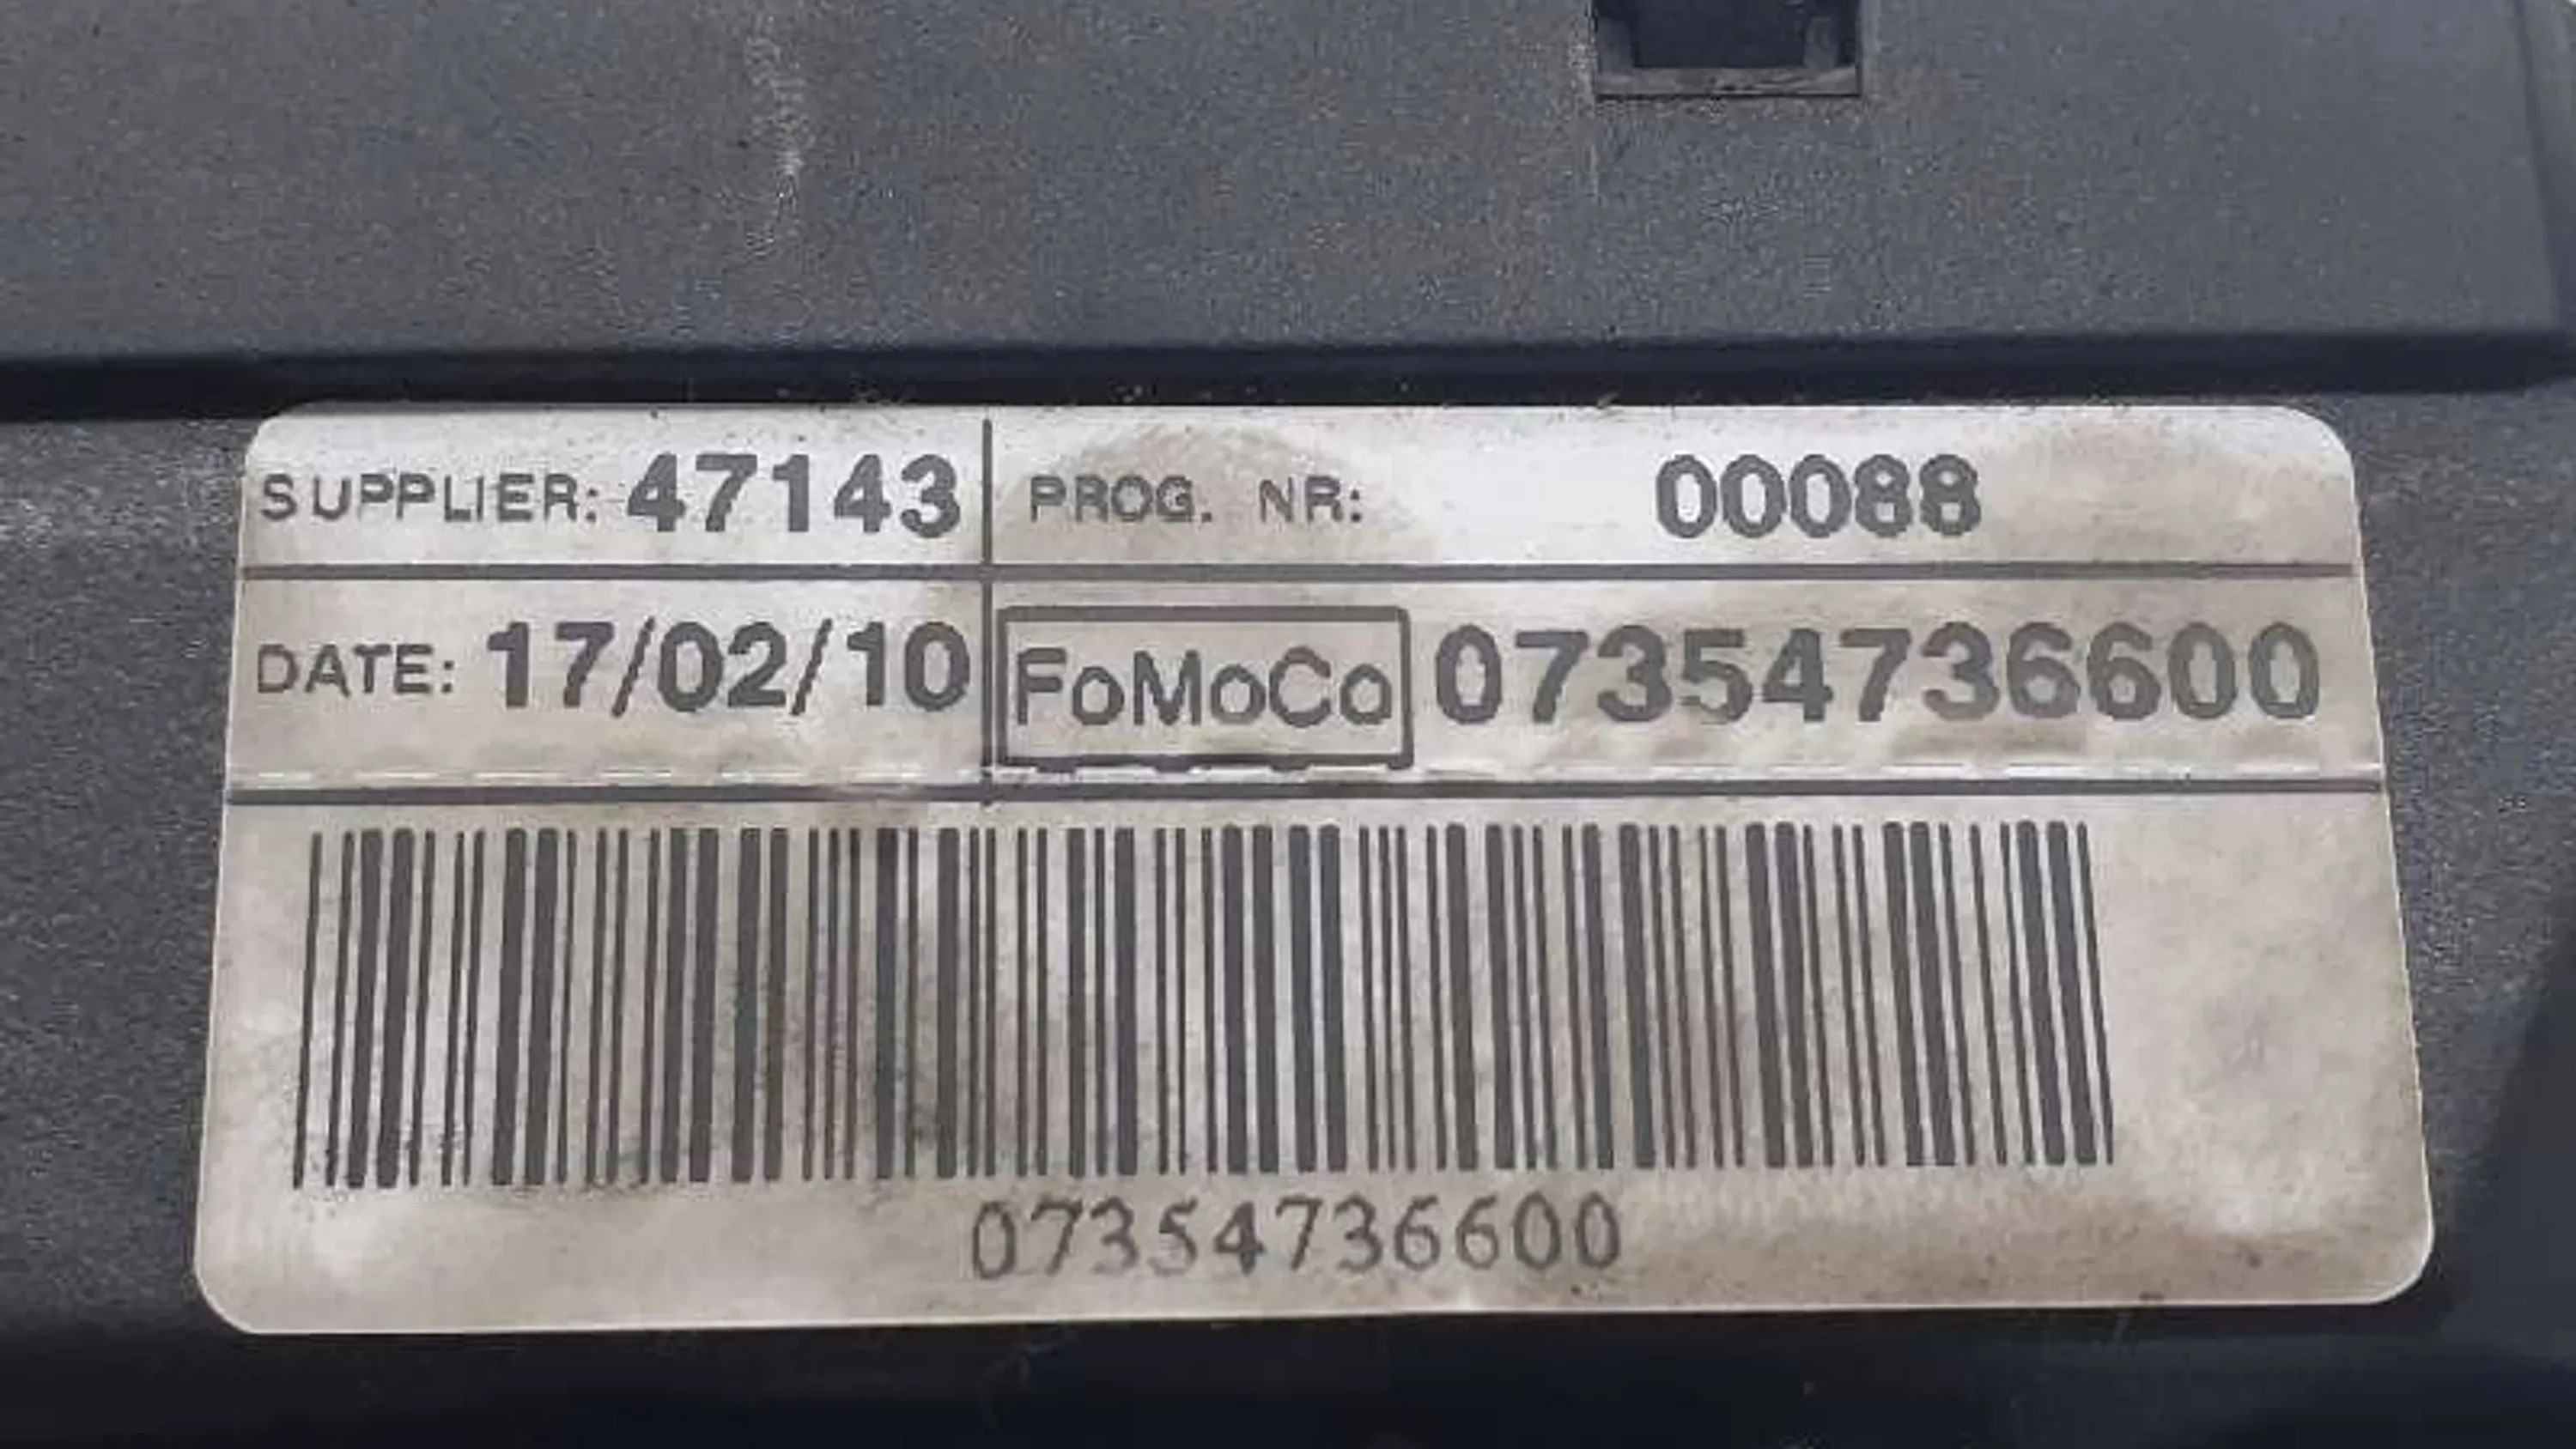 SUPPLIER: 47143 PROG. NR: 00088
DATE: 17/02/10 FoMoCo 07354736600
07354736600